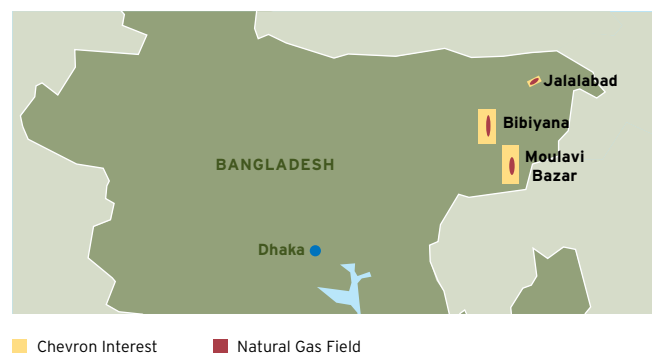 Jalalabad
Bibiyana
Moulavi
Bazar
BANGLADESH
Dhaka
Chevron Interest
Natural Gas Field